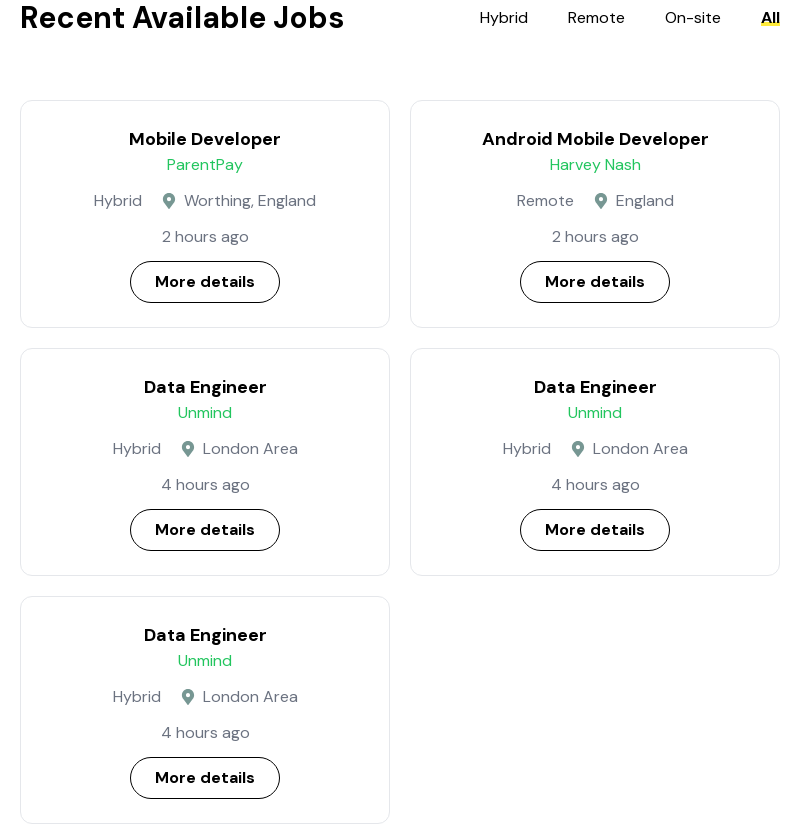 Recent Available Jobs
Hybrid Remote On-site All
Mobile Developer
ParentPay
Hybrid Worthing, England
2 hours ago
More details
Android Mobile Developer
Harvey Nash
Remote England
2 hours ago
More details
Data Engineer
Unmind
Hybrid London Area
4 hours ago
More details
Data Engineer
Unmind
Hybrid London Area
4 hours ago
More details
Data Engineer
Unmind
Hybrid London Area
4 hours ago
More details